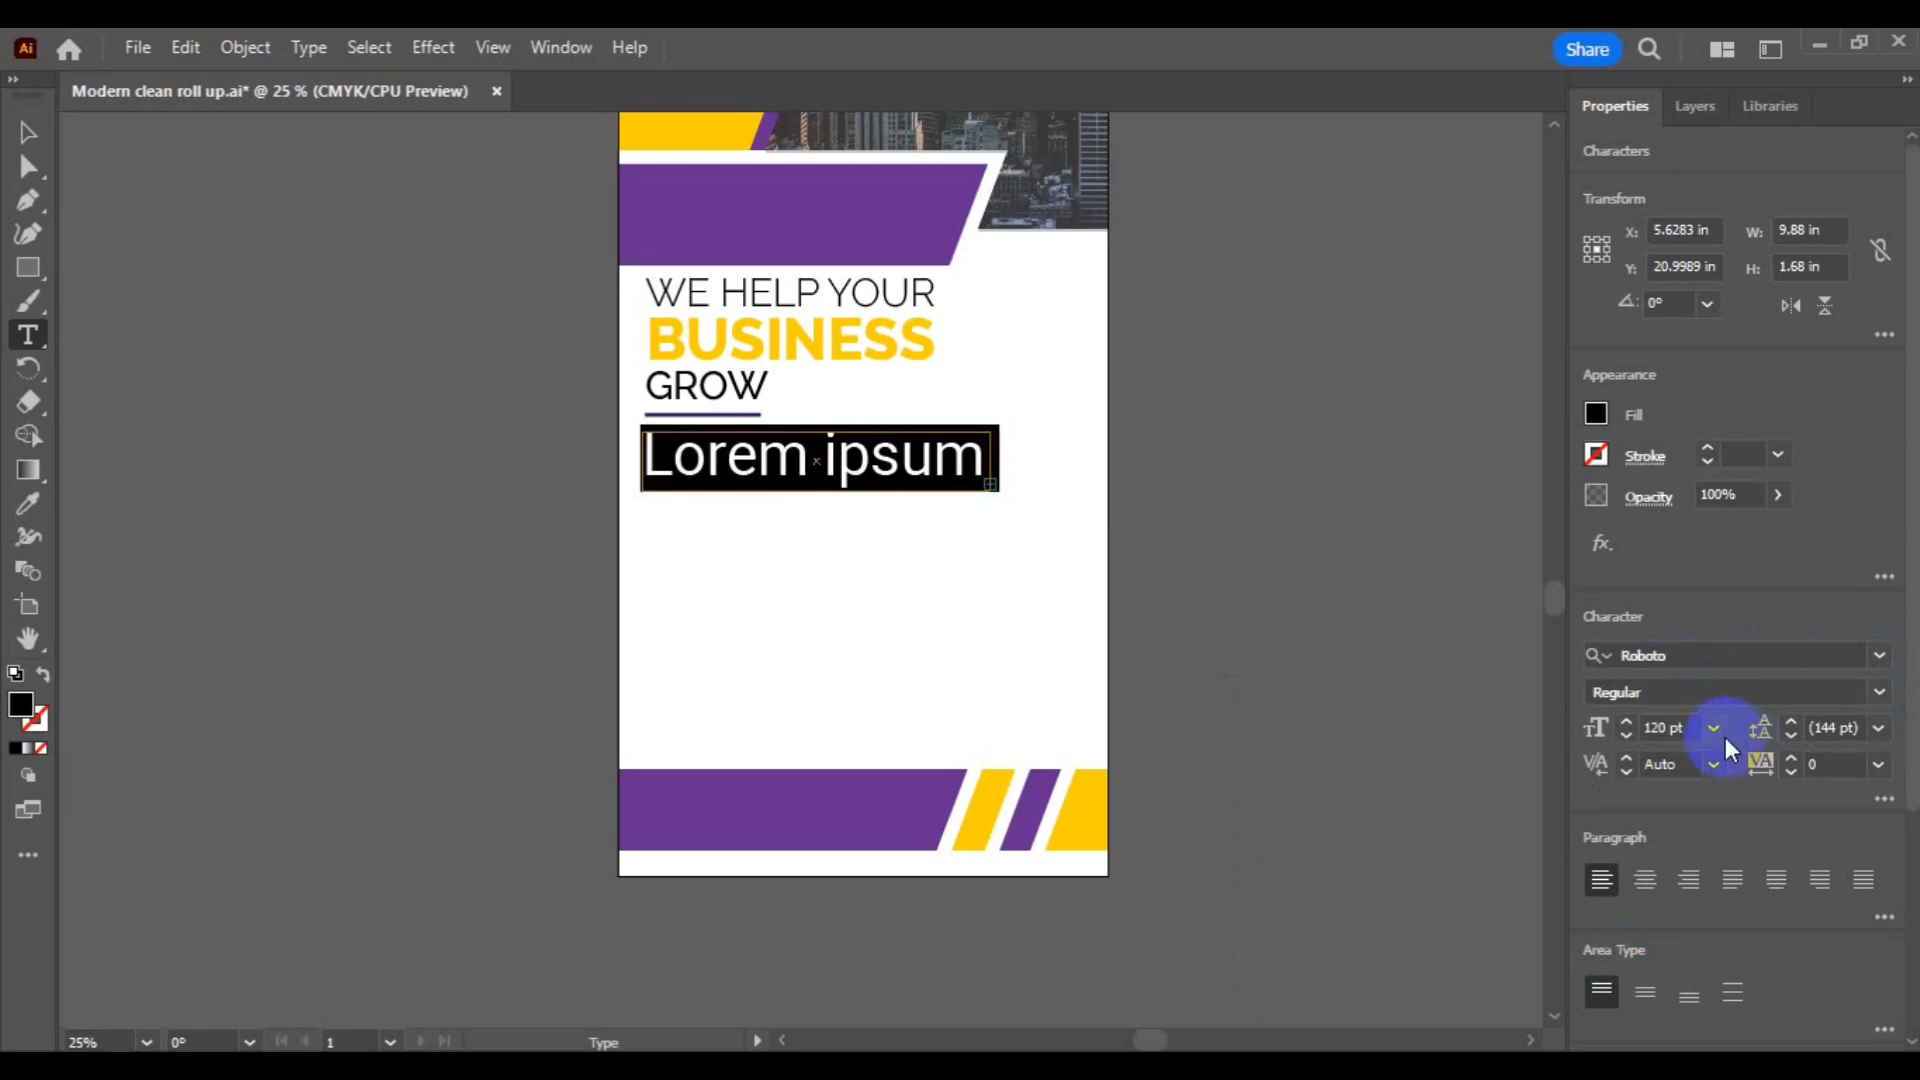 Ai File Edit Object Type Select Effect View Window Help Share
Modern clean roll up.ai* @ 25 % (CMYK/CPU Preview)
WE HELP YOUR
BUSINESS
GROW
Lorem ipsum
Properties Layers Libraries
Characters
Transform
X: 5.6283 in W: 9.88 in
Y: 20.9989 in H: 1.68 in
0°
Appearance
Fill
Stroke
Opacity 100%
fx.
Character
Roboto
Regular
120 pt (144 pt)
Auto 0
Paragraph
Area Type
25% 0° 1 Type